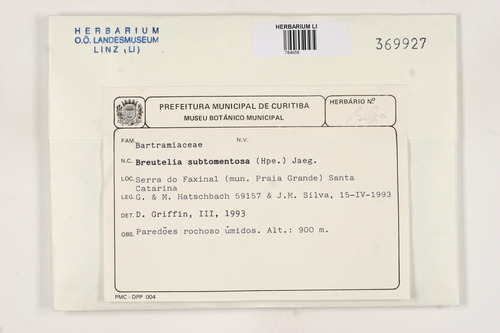 HERBARIUM
O.Ö. LANDESMUSEUM
LINZ (LI)
HERBARIUM LI
369927
PREFEITURA MUNICIPAL DE CURITIBA
MUSEU BOTÂNICO MUNICIPAL
HERBÁRIO Nº
FAM. Bartramiaceae N.V.
N.C. Breutelia subtomentosa (Hpe.) Jaeg.
LOC. Serra do Faxinal (mun. Praia Grande) Santa
Catarina
LEG. G. & M. Hatschbach 59157 & J.M. Silva, 15-IV-1993
DET. D. Griffin, III, 1993
OBS. Paredões rochoso úmidos. Alt.: 900 m.
PMC - DPP 004